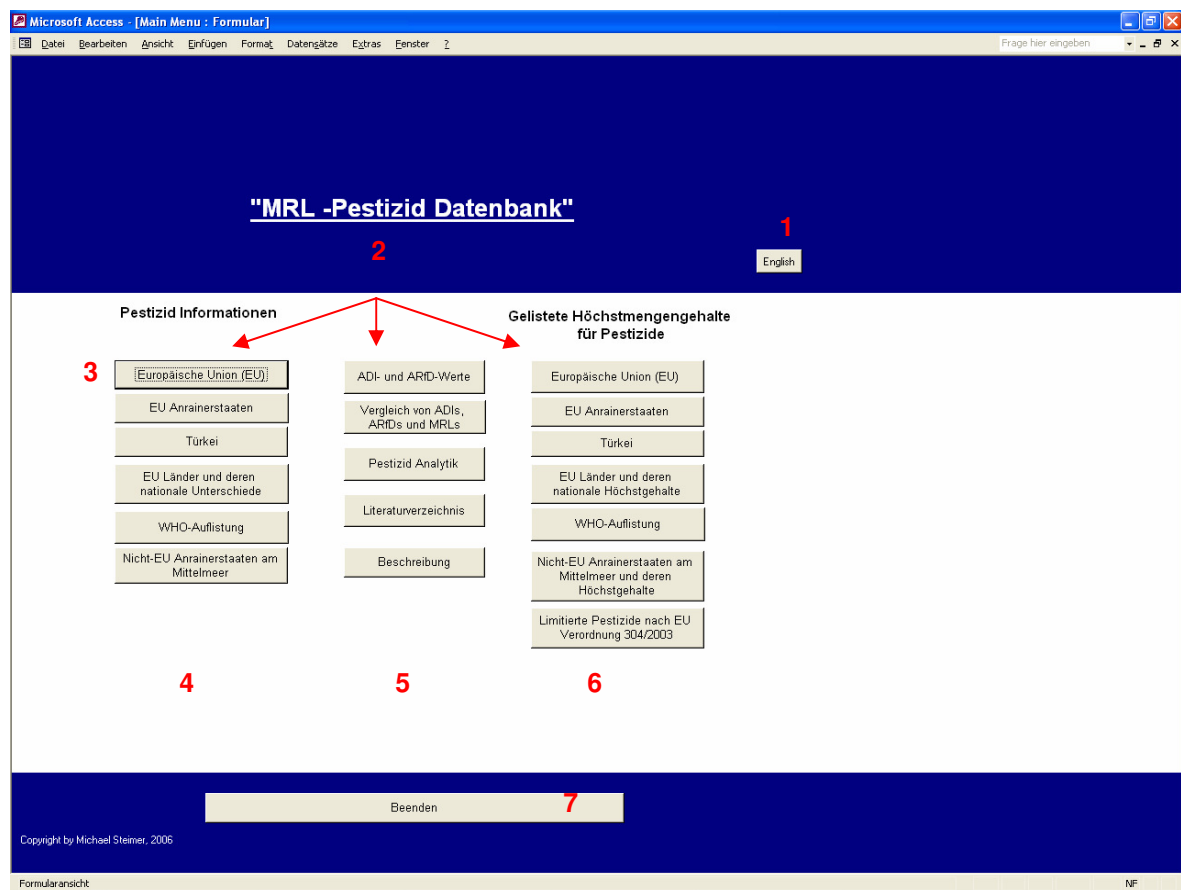 Microsoft Access - [Main Menu : Formular]
Datei Bearbeiten Ansicht Einfügen Format Datensätze Extras Fenster ?
Frage hier eingeben
"MRL -Pestizid Datenbank"
1
2
English
Pestizid Informationen
Gelistete Höchstmengengehalte
für Pestizide
3
Europäische Union (EU)
EU Anrainerstaaten
Türkei
EU Länder und deren
nationale Unterschiede
WHO-Auflistung
Nicht-EU Anrainerstaaten am
Mittelmeer
4
ADI- und ARfD-Werte
Vergleich von ADIs,
ARfDs und MRLs
Pestizid Analytik
Literaturverzeichnis
Beschreibung
5
Europäische Union (EU)
EU Anrainerstaaten
Türkei
EU Länder und deren
nationale Höchstgehalte
WHO-Auflistung
Nicht-EU Anrainerstaaten am
Mittelmeer und deren
Höchstgehalte
Limitierte Pestizide nach EU
Verordnung 304/2003
6
Beenden
7
Copyright by Michael Steimer, 2006
Formularansicht
NF